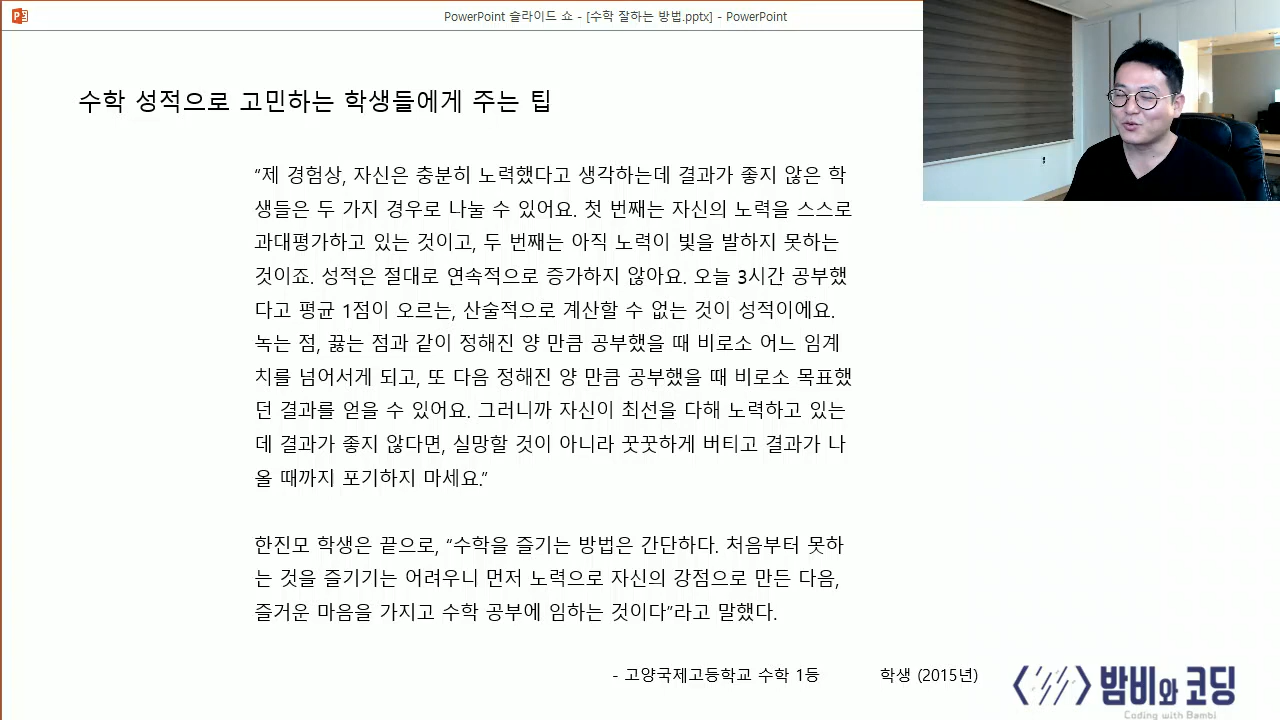 PowerPoint 슬라이드 쇼 - [수학 잘하는 방법.pptx] - PowerPoint
수학 성적으로 고민하는 학생들에게 주는 팁
“제 경험상, 자신은 충분히 노력했다고 생각하는데 결과가 좋지 않은 학
생들은 두 가지 경우로 나눌 수 있어요. 첫 번째는 자신의 노력을 스스로
과대평가하고 있는 것이고, 두 번째는 아직 노력이 빛을 발하지 못하는
것이죠. 성적은 절대로 연속적으로 증가하지 않아요. 오늘 3시간 공부했
다고 평균 1점이 오르는, 산술적으로 계산할 수 없는 것이 성적이에요.
녹는 점, 끓는 점과 같이 정해진 양 만큼 공부했을 때 비로소 어느 임계
치를 넘어서게 되고, 또 다음 정해진 양 만큼 공부했을 때 비로소 목표했
던 결과를 얻을 수 있어요. 그러니까 자신이 최선을 다해 노력하고 있는
데 결과가 좋지 않다면, 실망할 것이 아니라 꿋꿋하게 버티고 결과가 나
올 때까지 포기하지 마세요.”
한진모 학생은 끝으로, “수학을 즐기는 방법은 간단하다. 처음부터 못하
는 것을 즐기기는 어려우니 먼저 노력으로 자신의 강점으로 만든 다음,
즐거운 마음을 가지고 수학 공부에 임하는 것이다”라고 말했다.
- 고양국제고등학교 수학 1등 학생 (2015년)
밤비와 코딩
Coding with Bambi